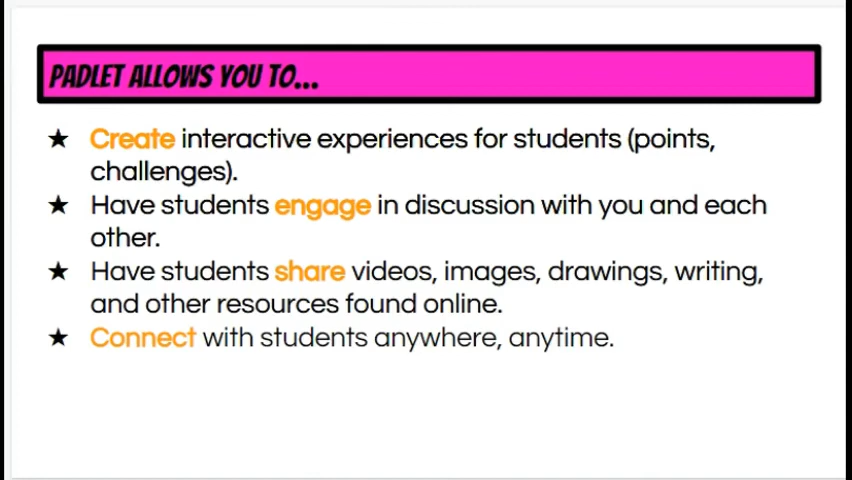 PADLET ALLOWS YOU TO...
★ Create interactive experiences for students (points,
challenges).
★ Have students engage in discussion with you and each
other.
★ Have students share videos, images, drawings, writing,
and other resources found online.
★ Connect with students anywhere, anytime.